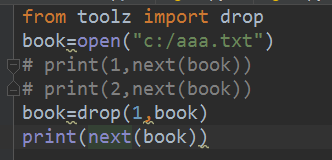 from toolz import drop
book=open("c:/aaa.txt")
# print(1,next(book))
# print(2,next(book))
book=drop(1,book)
print(next(book))